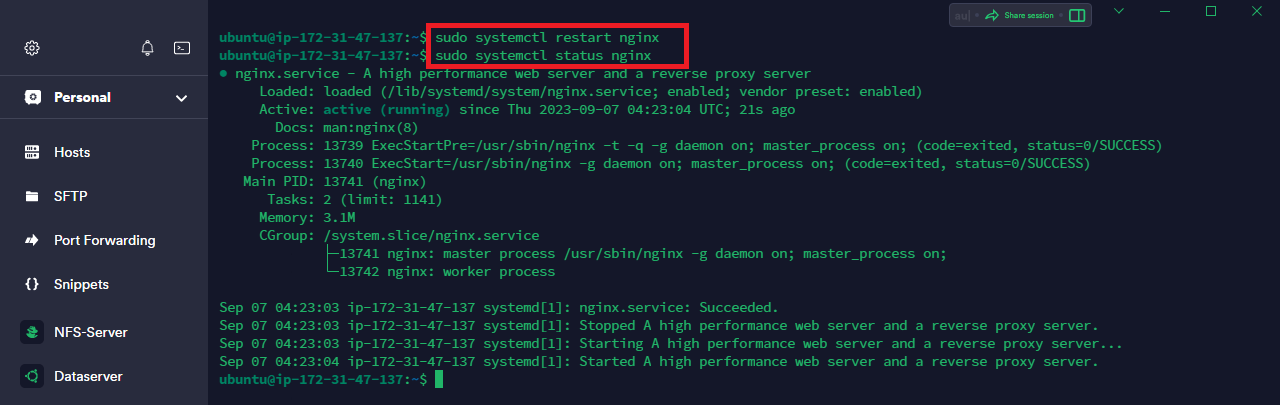 au|
Share session
Personal
Hosts
SFTP
Port Forwarding
Snippets
NFS-Server
Dataserver
ubuntu@ip-172-31-47-137:~$ sudo systemctl restart nginx
ubuntu@ip-172-31-47-137:~$ sudo systemctl status nginx
● nginx.service - A high performance web server and a reverse proxy server
Loaded: loaded (/lib/systemd/system/nginx.service; enabled; vendor preset: enabled)
Active: active (running) since Thu 2023-09-07 04:23:04 UTC; 21s ago
Docs: man:nginx(8)
Process: 13739 ExecStartPre=/usr/sbin/nginx -t -q -g daemon on; master_process on; (code=exited, status=0/SUCCESS)
Process: 13740 ExecStart=/usr/sbin/nginx -g daemon on; master_process on; (code=exited, status=0/SUCCESS)
Main PID: 13741 (nginx)
Tasks: 2 (limit: 1141)
Memory: 3.1M
CGroup: /system.slice/nginx.service
├─13741 nginx: master process /usr/sbin/nginx -g daemon on; master_process on;
└─13742 nginx: worker process
Sep 07 04:23:03 ip-172-31-47-137 systemd[1]: nginx.service: Succeeded.
Sep 07 04:23:03 ip-172-31-47-137 systemd[1]: Stopped A high performance web server and a reverse proxy server.
Sep 07 04:23:03 ip-172-31-47-137 systemd[1]: Starting A high performance web server and a reverse proxy server...
Sep 07 04:23:04 ip-172-31-47-137 systemd[1]: Started A high performance web server and a reverse proxy server.
ubuntu@ip-172-31-47-137:~$